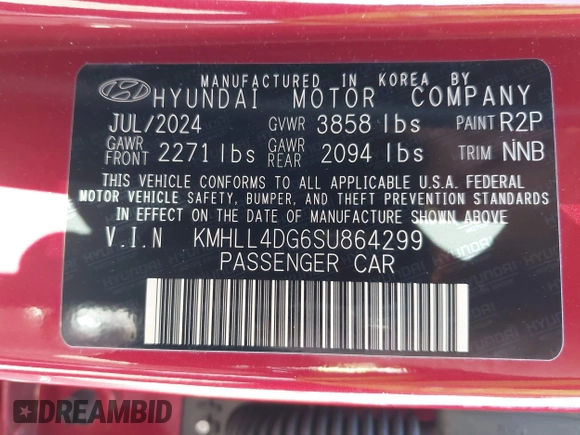 MANUFACTURED IN KOREA BY
HYUNDAI MOTOR COMPANY
JUL/2024 GVWR 3858 lbs PAINT R2P
GAWR FRONT 2271 lbs GAWR REAR 2094 lbs TRIM NNB
THIS VEHICLE CONFORMS TO ALL APPLICABLE U.S.A. FEDERAL
MOTOR VEHICLE SAFETY, BUMPER, AND THEFT PREVENTION STANDARDS
IN EFFECT ON THE DATE OF MANUFACTURE SHOWN ABOVE
V.I.N KMHLL4DG6SU864299
PASSENGER CAR
DREAMBID